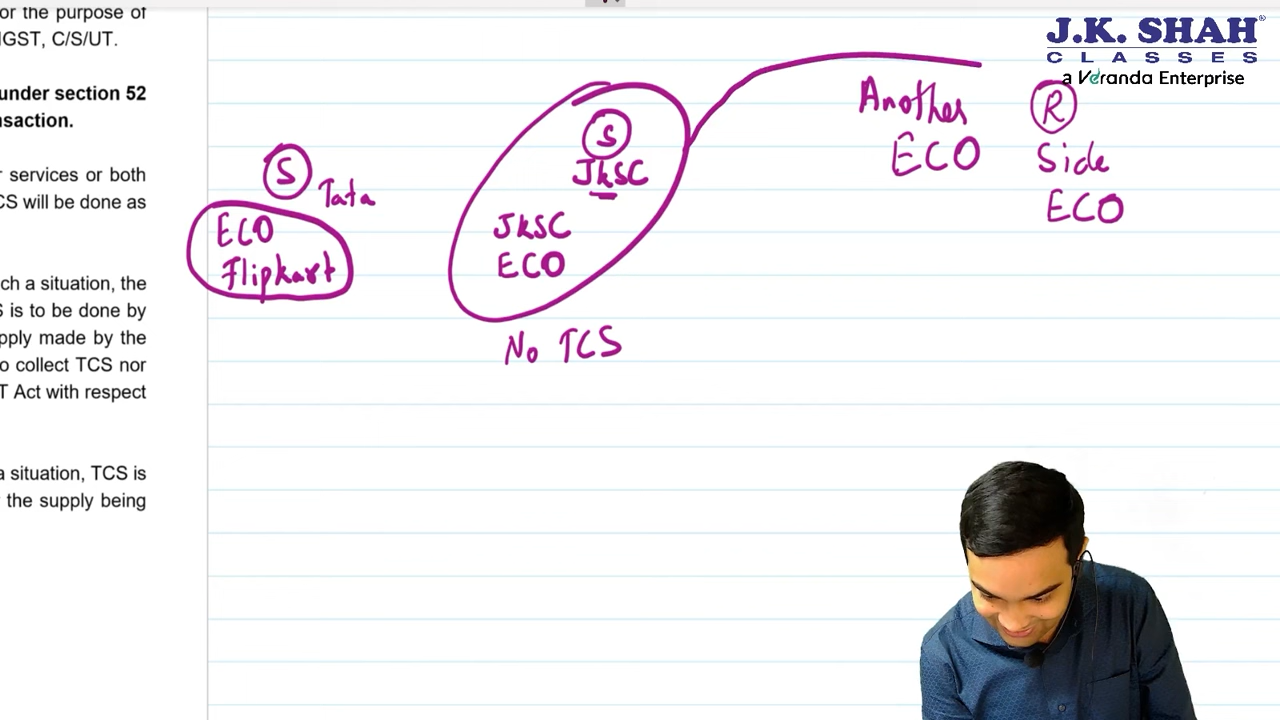 or the purpose of
IGST, C/S/UT.
under section 52
nsaction.
r services or both
CS will be done as
ch a situation, the
S is to be done by
pply made by the
o collect TCS nor
T Act with respect
a situation, TCS is
the supply being
S
Tata
ECO
Flipkart
S
JkSC
JkSC
ECO
No TCS
Another
ECO
R
Side
ECO
J.K. SHAH®
CLASSES
a Veranda Enterprise